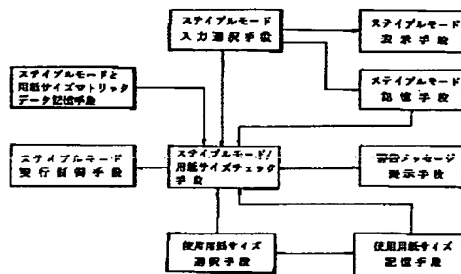 ステイプルモード
入力選択手段
ステイプルモード
表示手段
ステイプルモードと
用紙サイズマトリックス
データ記憶手段
ステイプルモード
記憶手段
ステイプルモード
実行制御手段
ステイプルモード/
用紙サイズチェック
手段
警告メッセージ
表示手段
使用用紙サイズ
選択手段
使用用紙サイズ
記憶手段